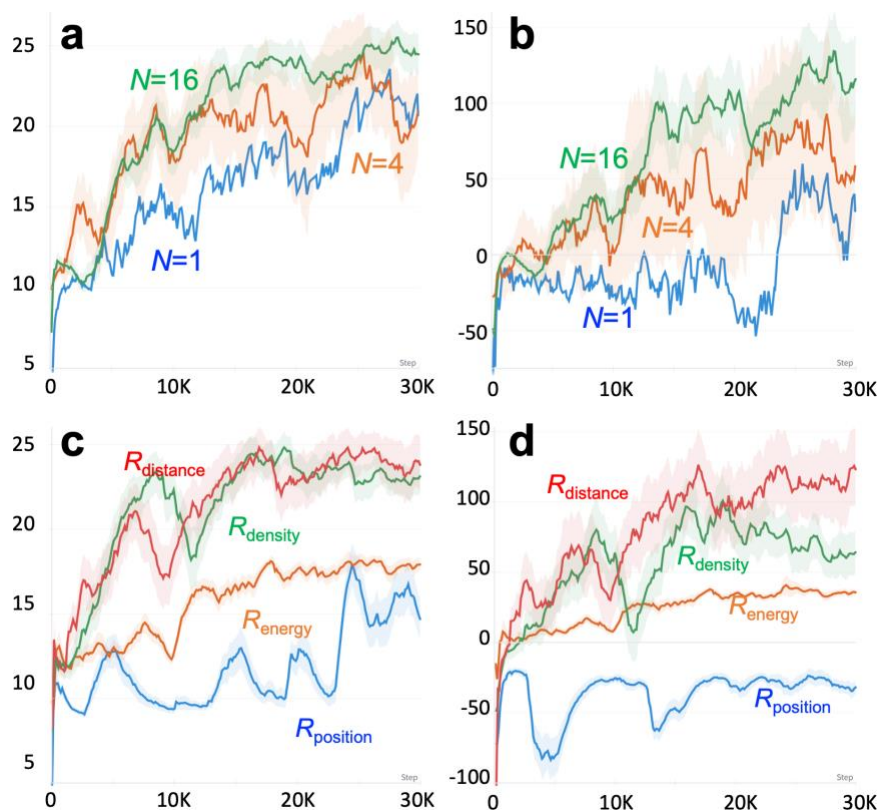 a
25
20
15
10
5
N=16
N=4
N=1
Step
0
10K
20K
30K
b
150
100
50
0
-50
N=16
N=4
N=1
Step
0
10K
20K
30K
c
25
20
15
10
5
Rdistance
Rdensity
Renergy
Rposition
Step
0
10K
20K
30K
d
150
100
50
0
-50
-100
Rdistance
Rdensity
Renergy
Rposition
Step
0
10K
20K
30K